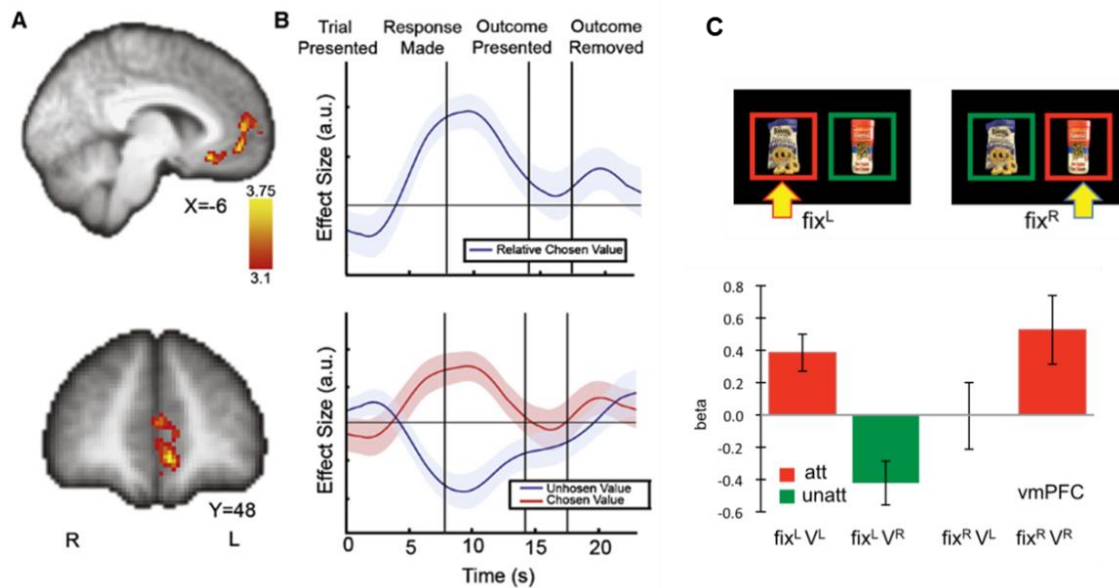 A
X=-6
3.75
3.1
Y=48
R
L
B
Trial Presented
Response Made
Outcome Presented
Outcome Removed
Effect Size (a.u.)
Relative Chosen Value
Effect Size (a.u.)
Unhosen Value
Chosen Value
0 5 10 15 20
Time (s)
C
fixL
fixR
0.8
0.6
0.4
0.2
0.0
-0.2
-0.4
-0.6
beta
att
unatt
vmPFC
fixL VL
fixL VR
fixR VL
fixR VR